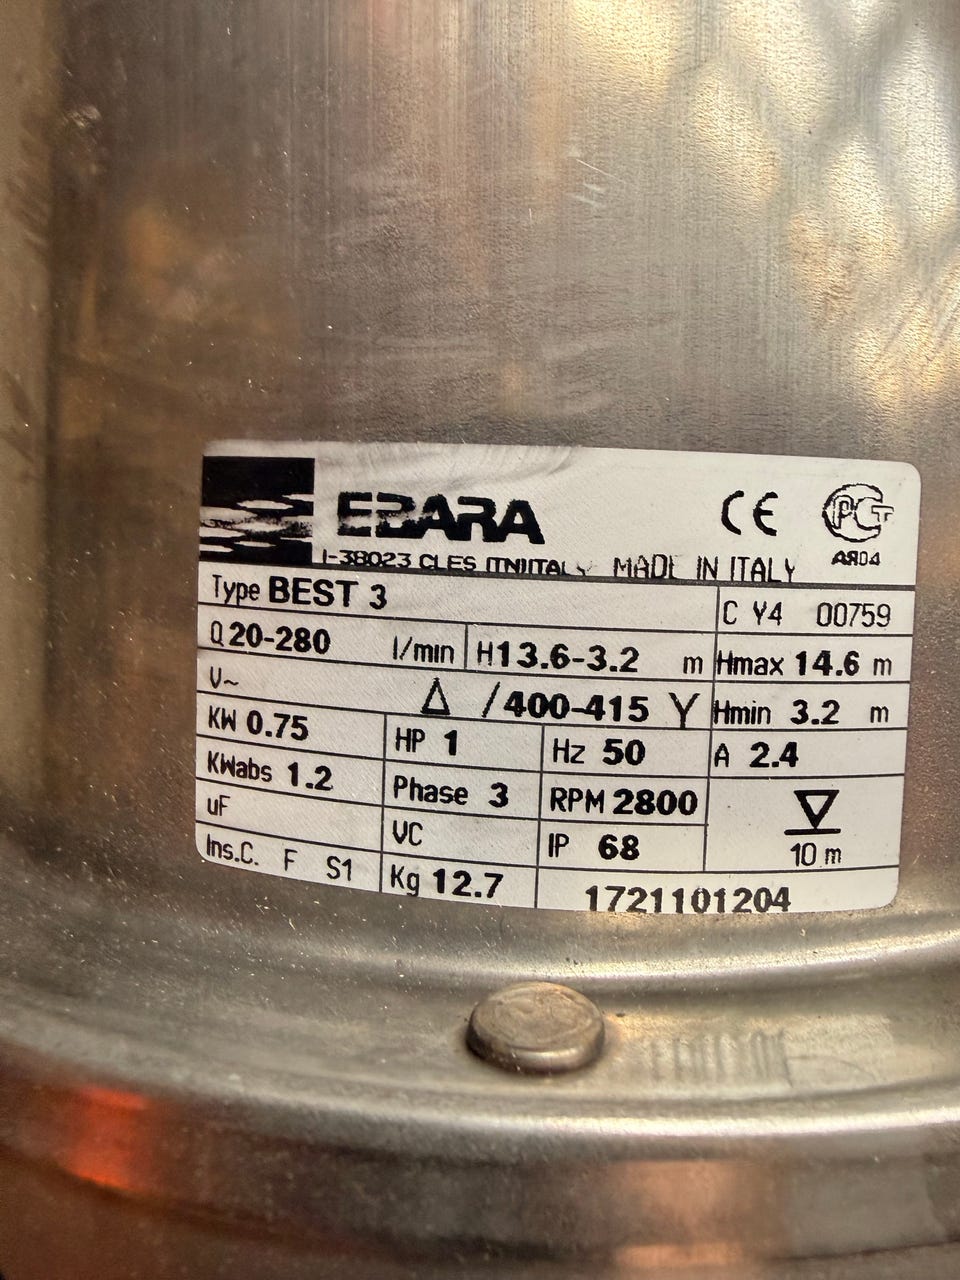 EBARA
CE
PCT
АЯ04
I-38023 CLES (TN) ITALY MADE IN ITALY
Type BEST 3
C Y4 00759
Q 20-280 l/min H 13.6-3.2 m Hmax 14.6 m
V~ Δ / 400-415 Y Hmin 3.2 m
KW 0.75 HP 1 Hz 50 A 2.4
KWabs 1.2 Phase 3 RPM 2800
uF VC IP 68 10 m
Ins.C. F S1 Kg 12.7 1721101204